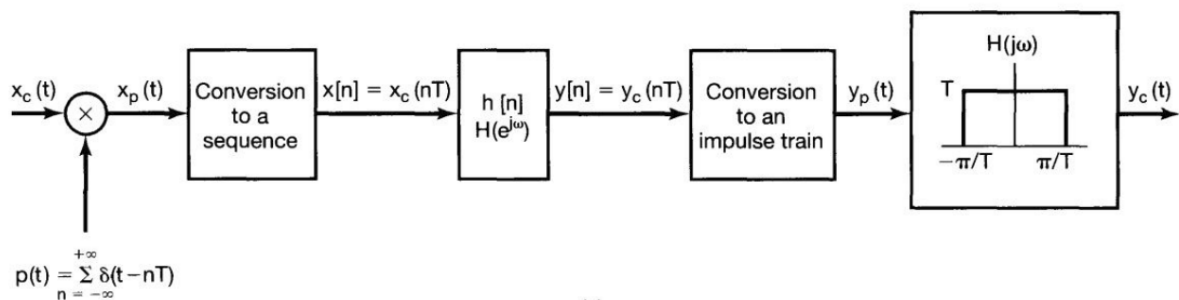 x_c(t)
x_p(t)
Conversion
to a
sequence
x[n] = x_c(nT)
h [n]
H(e^{jω})
y[n] = y_c(nT)
Conversion
to an
impulse train
y_p(t)
H(jω)
T
−π/T
π/T
y_c(t)
×
+∞
p(t) = Σ δ(t−nT)
n = −∞